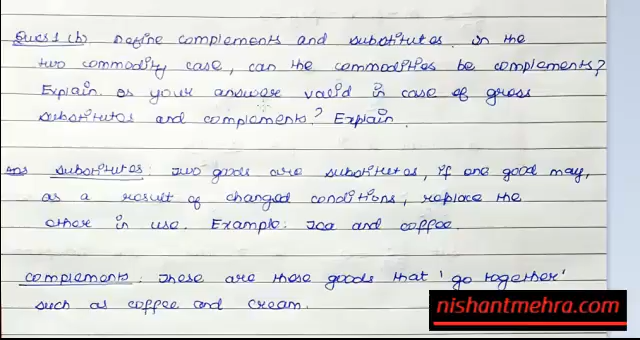 Ques 1 (b) Define complements and substitutes. In the
two commodity case, can the commodities be complements?
Explain. Is your answere valid in case of gross
substitutes and complements? Explain.
Ans substitutes: Two goods are substitutes, if one good may,
as a result of changed conditions, replace the
other in use. Example: Tea and coffee.
complements: These are those goods that 'go together'
such as coffee and cream.
nishantmehra.com